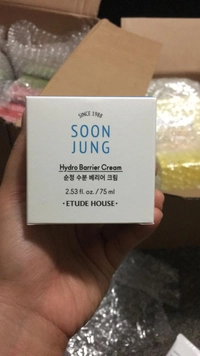 SINCE 1988
SOON
JUNG
Hydro Barrier Cream
순정 수분 베리어 크림
2.53 fl. oz. / 75 ml
• ETUDE HOUSE •